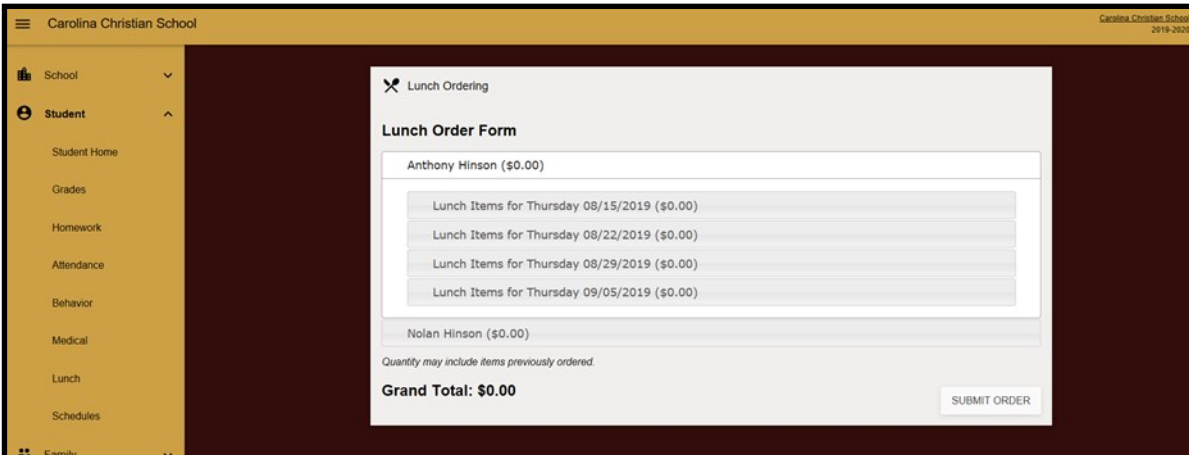 Carolina Christian School
Carolina Christian School
2019-2020
School
Student
Student Home
Grades
Homework
Attendance
Behavior
Medical
Lunch
Schedules
Family
Lunch Ordering
Lunch Order Form
Anthony Hinson ($0.00)
Lunch Items for Thursday 08/15/2019 ($0.00)
Lunch Items for Thursday 08/22/2019 ($0.00)
Lunch Items for Thursday 08/29/2019 ($0.00)
Lunch Items for Thursday 09/05/2019 ($0.00)
Nolan Hinson ($0.00)
Quantity may include items previously ordered.
Grand Total: $0.00
SUBMIT ORDER